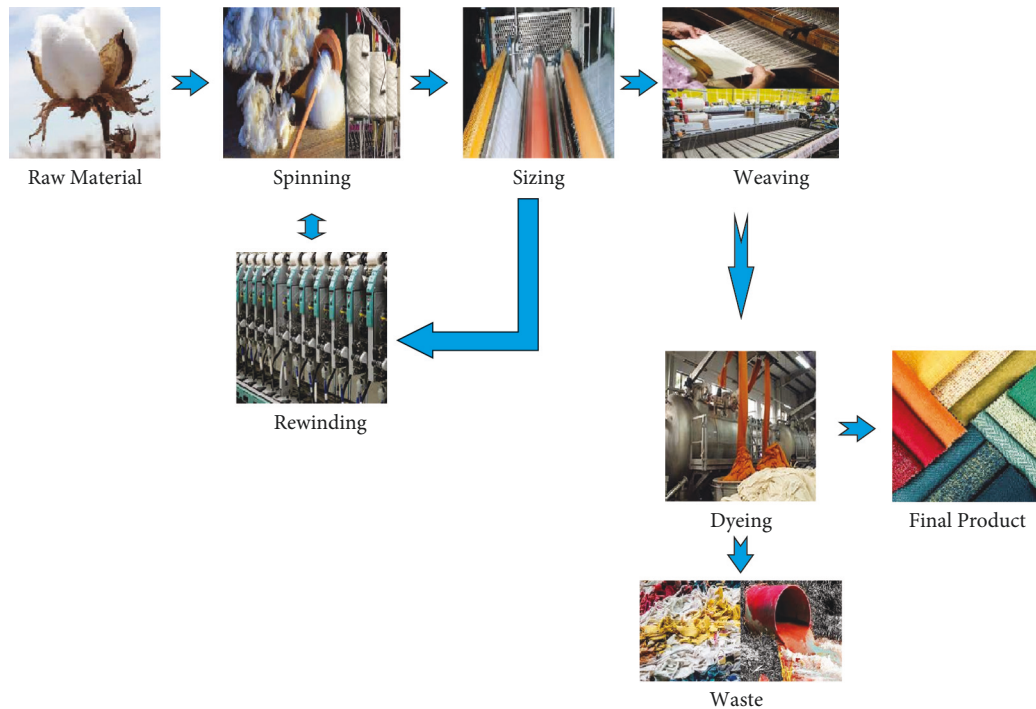 Raw Material
Spinning
Sizing
Weaving
Rewinding
Dyeing
Final Product
Waste